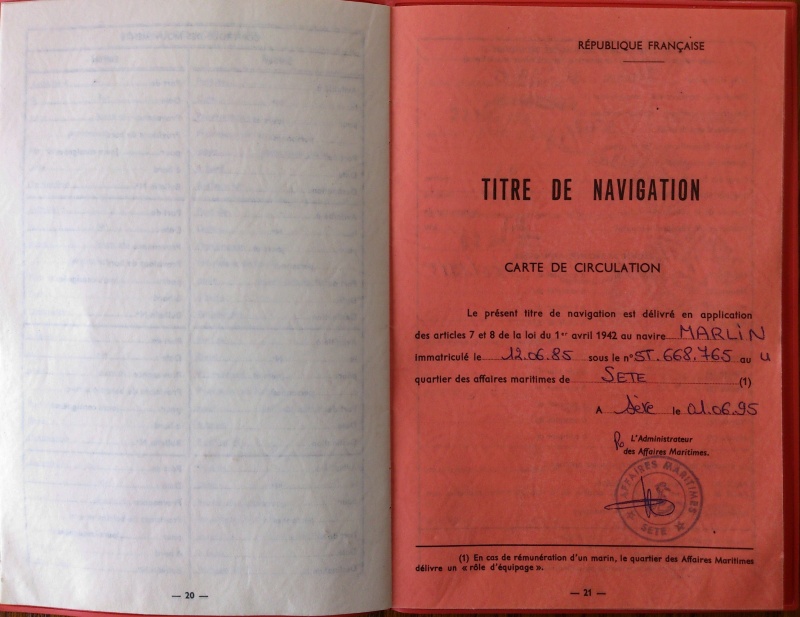 RÉPUBLIQUE FRANÇAISE
TITRE DE NAVIGATION
CARTE DE CIRCULATION
Le présent titre de navigation est délivré en application
des articles 7 et 8 de la loi du 1er avril 1942 au navire MARLIN
immatriculé le 12.06.85 sous le n° ST.668.765 au U
quartier des affaires maritimes de SETE (1)
A Sète le 01.06.95
Po L'Administrateur
des Affaires Maritimes.
AFFAIRES MARITIMES
SETE
(1) En cas de rémunération d'un marin, le quartier des Affaires Maritimes
délivre un « rôle d'équipage ».
— 20 —
— 21 —